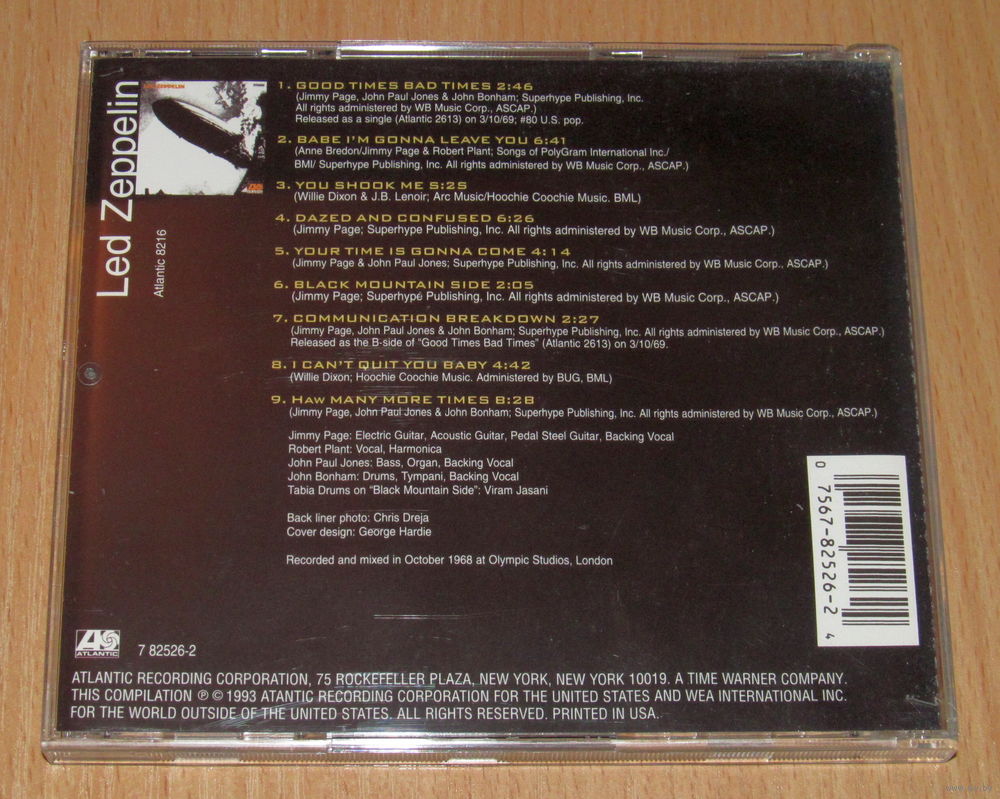 Led Zeppelin
Atlantic 8216
1. GOOD TIMES BAD TIMES 2:46
(Jimmy Page, John Paul Jones & John Bonham; Superhype Publishing, Inc.
All rights administered by WB Music Corp., ASCAP.)
Released as a single (Atlantic 2613) on 3/10/69; #80 U.S. pop.
2. BABE I'M GONNA LEAVE YOU 6:41
(Anne Bredon/Jimmy Page & Robert Plant; Songs of PolyGram International Inc./
BMI/ Superhype Publishing, Inc. All rights administered by WB Music Corp., ASCAP.)
3. YOU SHOOK ME 5:25
(Willie Dixon & J.B. Lenoir; Arc Music/Hoochie Coochie Music. BML)
4. DAZED AND CONFUSED 6:26
(Jimmy Page; Superhype Publishing, Inc. All rights administered by WB Music Corp., ASCAP.)
5. YOUR TIME IS GONNA COME 4:14
(Jimmy Page & John Paul Jones; Superhype Publishing, Inc. All rights administered by WB Music Corp., ASCAP.)
6. BLACK MOUNTAIN SIDE 2:05
(Jimmy Page; Superhype Publishing, Inc. All rights administered by WB Music Corp., ASCAP.)
7. COMMUNICATION BREAKDOWN 2:27
(Jimmy Page, John Paul Jones & John Bonham; Superhype Publishing, Inc. All rights administered by WB Music Corp., ASCAP.)
Released as the B-side of “Good Times Bad Times” (Atlantic 2613) on 3/10/69.
8. I CAN'T QUIT YOU BABY 4:42
(Willie Dixon; Hoochie Coochie Music. Administered by BUG, BML)
9. HAw MANY MORE TIMES 8:28
(Jimmy Page, John Paul Jones & John Bonham; Superhype Publishing, Inc. All rights administered by WB Music Corp., ASCAP.)
Jimmy Page: Electric Guitar, Acoustic Guitar, Pedal Steel Guitar, Backing Vocal
Robert Plant: Vocal, Harmonica
John Paul Jones: Bass, Organ, Backing Vocal
John Bonham: Drums, Tympani, Backing Vocal
Tabia Drums on “Black Mountain Side”: Viram Jasani
Back liner photo: Chris Dreja
Cover design: George Hardie
Recorded and mixed in October 1968 at Olympic Studios, London
0 7567-82526-2 4
ATLANTIC
7 82526-2
ATLANTIC RECORDING CORPORATION, 75 ROCKEFELLER PLAZA, NEW YORK, NEW YORK 10019. A TIME WARNER COMPANY.
THIS COMPILATION ℗ © 1993 ATANTIC RECORDING CORPORATION FOR THE UNITED STATES AND WEA INTERNATIONAL INC.
FOR THE WORLD OUTSIDE OF THE UNITED STATES. ALL RIGHTS RESERVED. PRINTED IN USA.